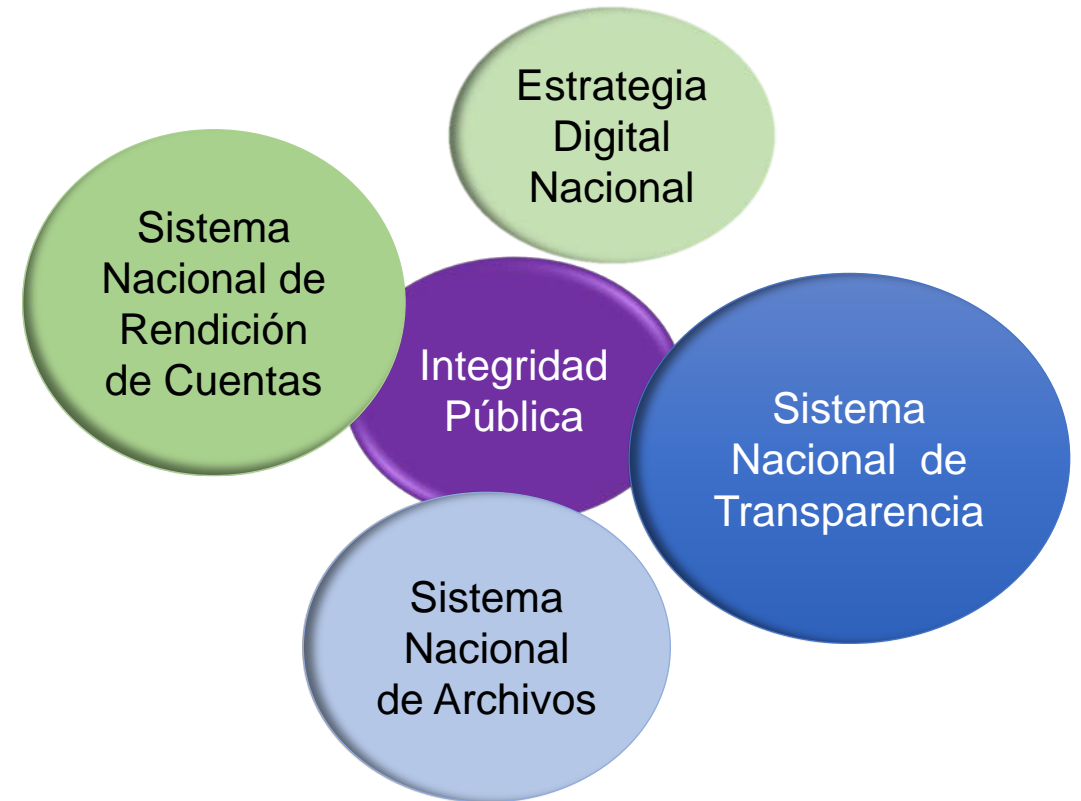 Estrategia
Digital
Nacional
Sistema
Nacional de
Rendición
de Cuentas
Integridad
Pública
Sistema
Nacional de
Transparencia
Sistema
Nacional
de Archivos